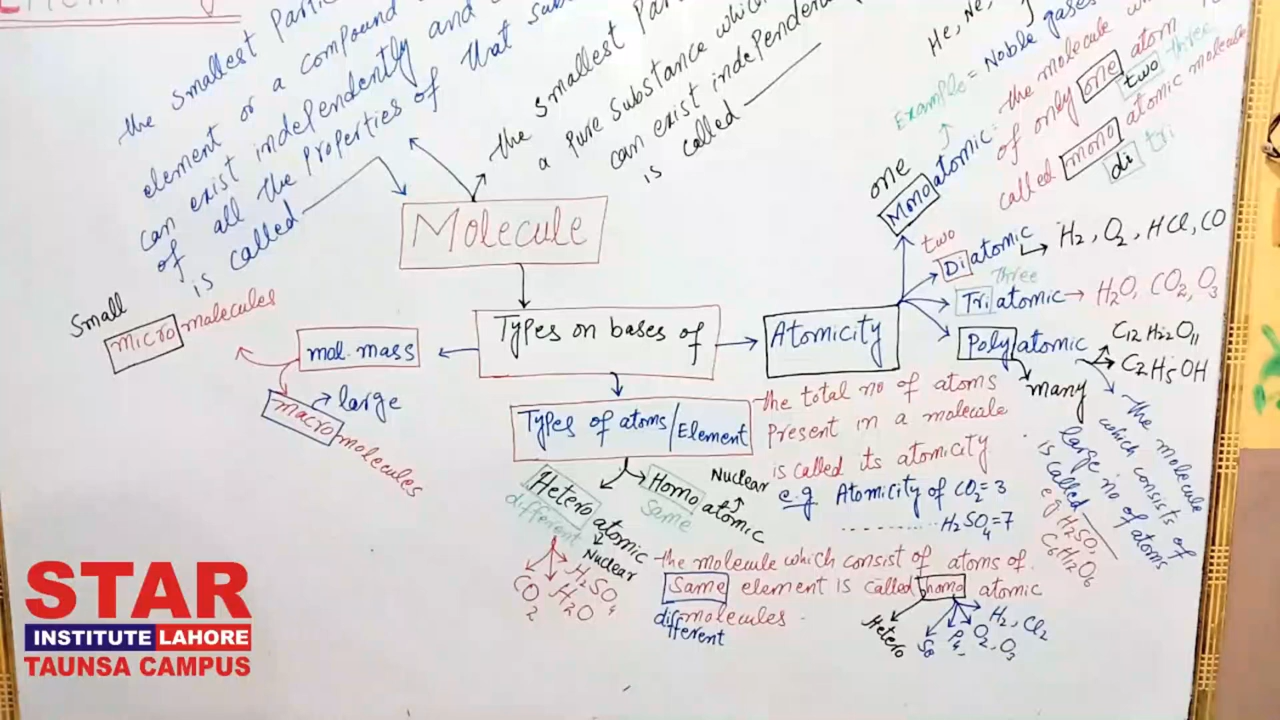 the smallest Parti
element or a compound
can exist independently and
of all the Properties of that sub
is called
the smallest Par
a Pure Substance which
can exist independen
is called
Molecule
Types on bases of
mol. mass
Small
micro molecules
macro molecules
large
Types of atoms/Element
Hetero atomic
different
Nuclear
CO2
H2O
H2SO4
Homo atomic
Same
Nuclear
the molecule which consist of atoms of
Same element is called homo atomic
different
molecules
Hetero
S8
P4
O2, O3
H2, Cl2
Atomicity
the total no of atoms
Present in a molecule
is called its atomicity
e.g Atomicity of CO2 = 3
H2SO4 = 7
He, Ne,
Example = Noble gases
one
Mono atomic:
the molecule
of only one atom
two three
called mono atomic molecule
di tri
two
Di atomic
H2, O2, HCl, CO
Three
Tri atomic → H2O, CO2, O3
Poly atomic
C12H22O11
C2H5OH
many
the molecule
which consists of
large no of atoms
is called
eg H2SO4
C6H12O6
STAR
INSTITUTE LAHORE
TAUNSA CAMPUS